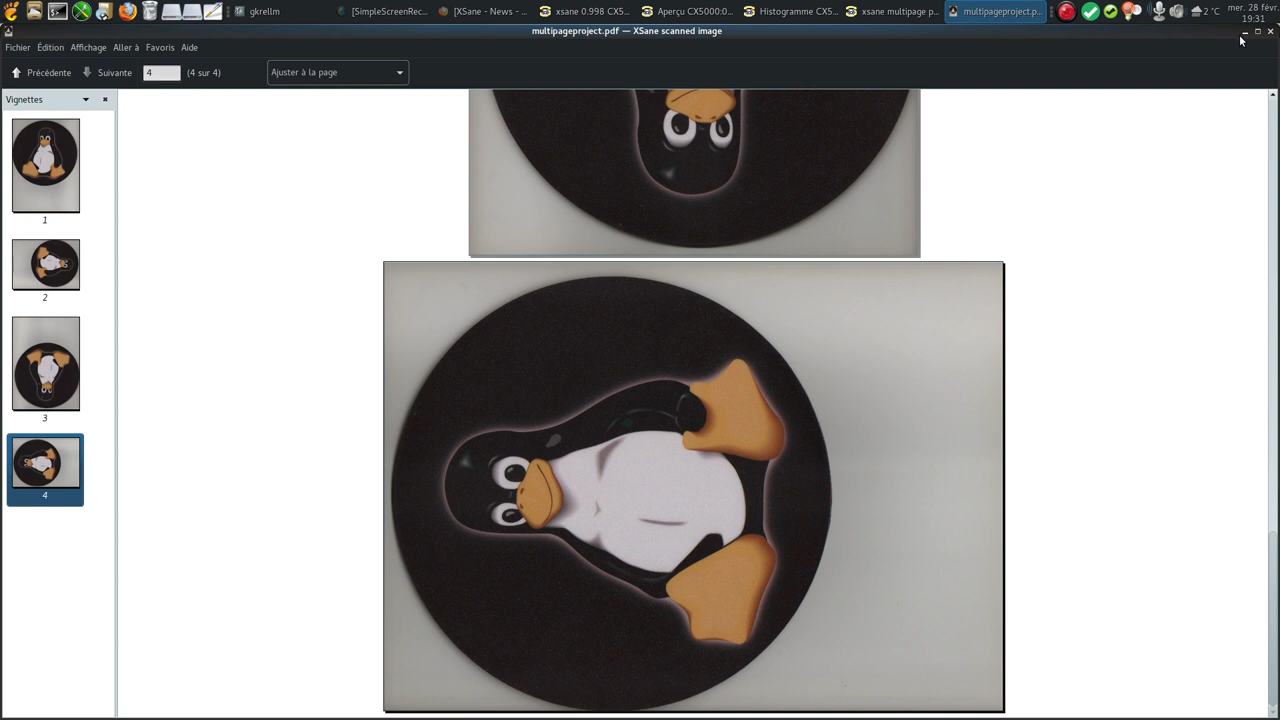 gkrellm
[SimpleScreenRec...
[XSane - News - ...
xsane 0.998 CX5...
Aperçu CX5000:0...
Histogramme CX5...
xsane multipage p...
multipageproject.p...
2 °C
mer. 28 févr.
19:31
multipageproject.pdf — XSane scanned image
Fichier Édition Affichage Aller à Favoris Aide
Précédente Suivante 4 (4 sur 4) Ajuster à la page
Vignettes
1
2
3
4